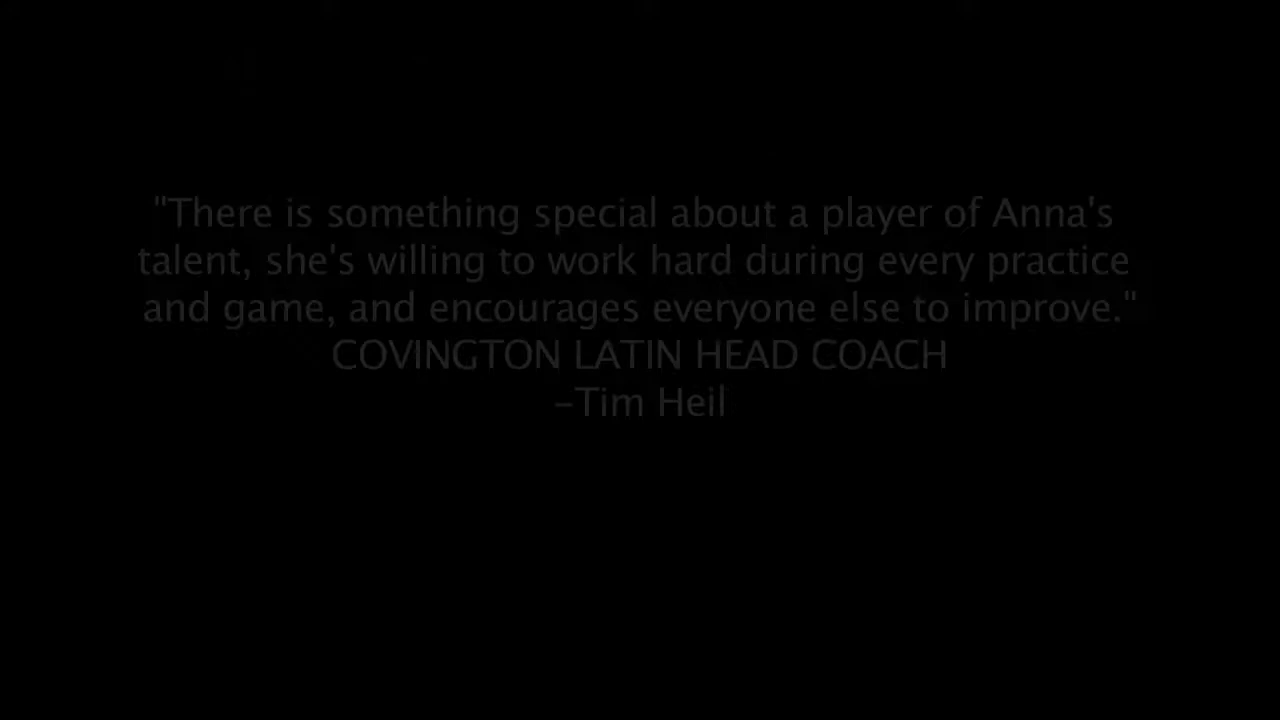 "There is something special about a player of Anna's
talent, she's willing to work hard during every practice
and game, and encourages everyone else to improve."
COVINGTON LATIN HEAD COACH
–Tim Heil